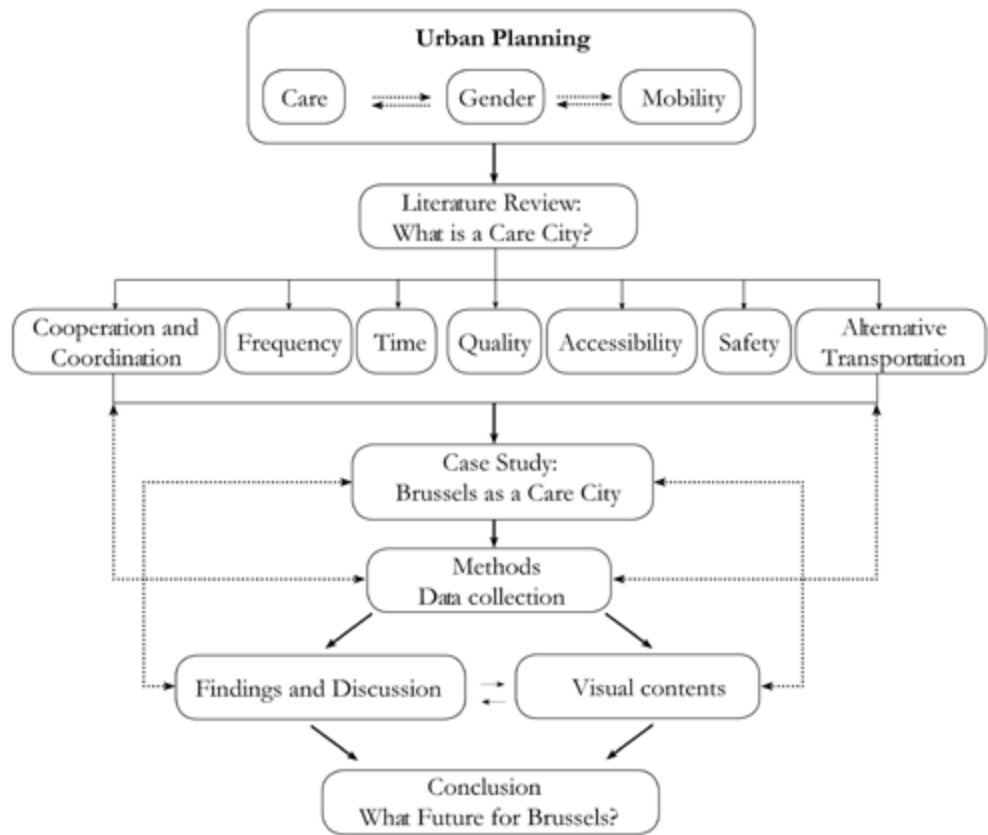 Urban Planning
Care
Gender
Mobility
Literature Review:
What is a Care City?
Cooperation and
Coordination
Frequency
Time
Quality
Accessibility
Safety
Alternative
Transportation
Case Study:
Brussels as a Care City
Methods
Data collection
Findings and Discussion
Visual contents
Conclusion
What Future for Brussels?